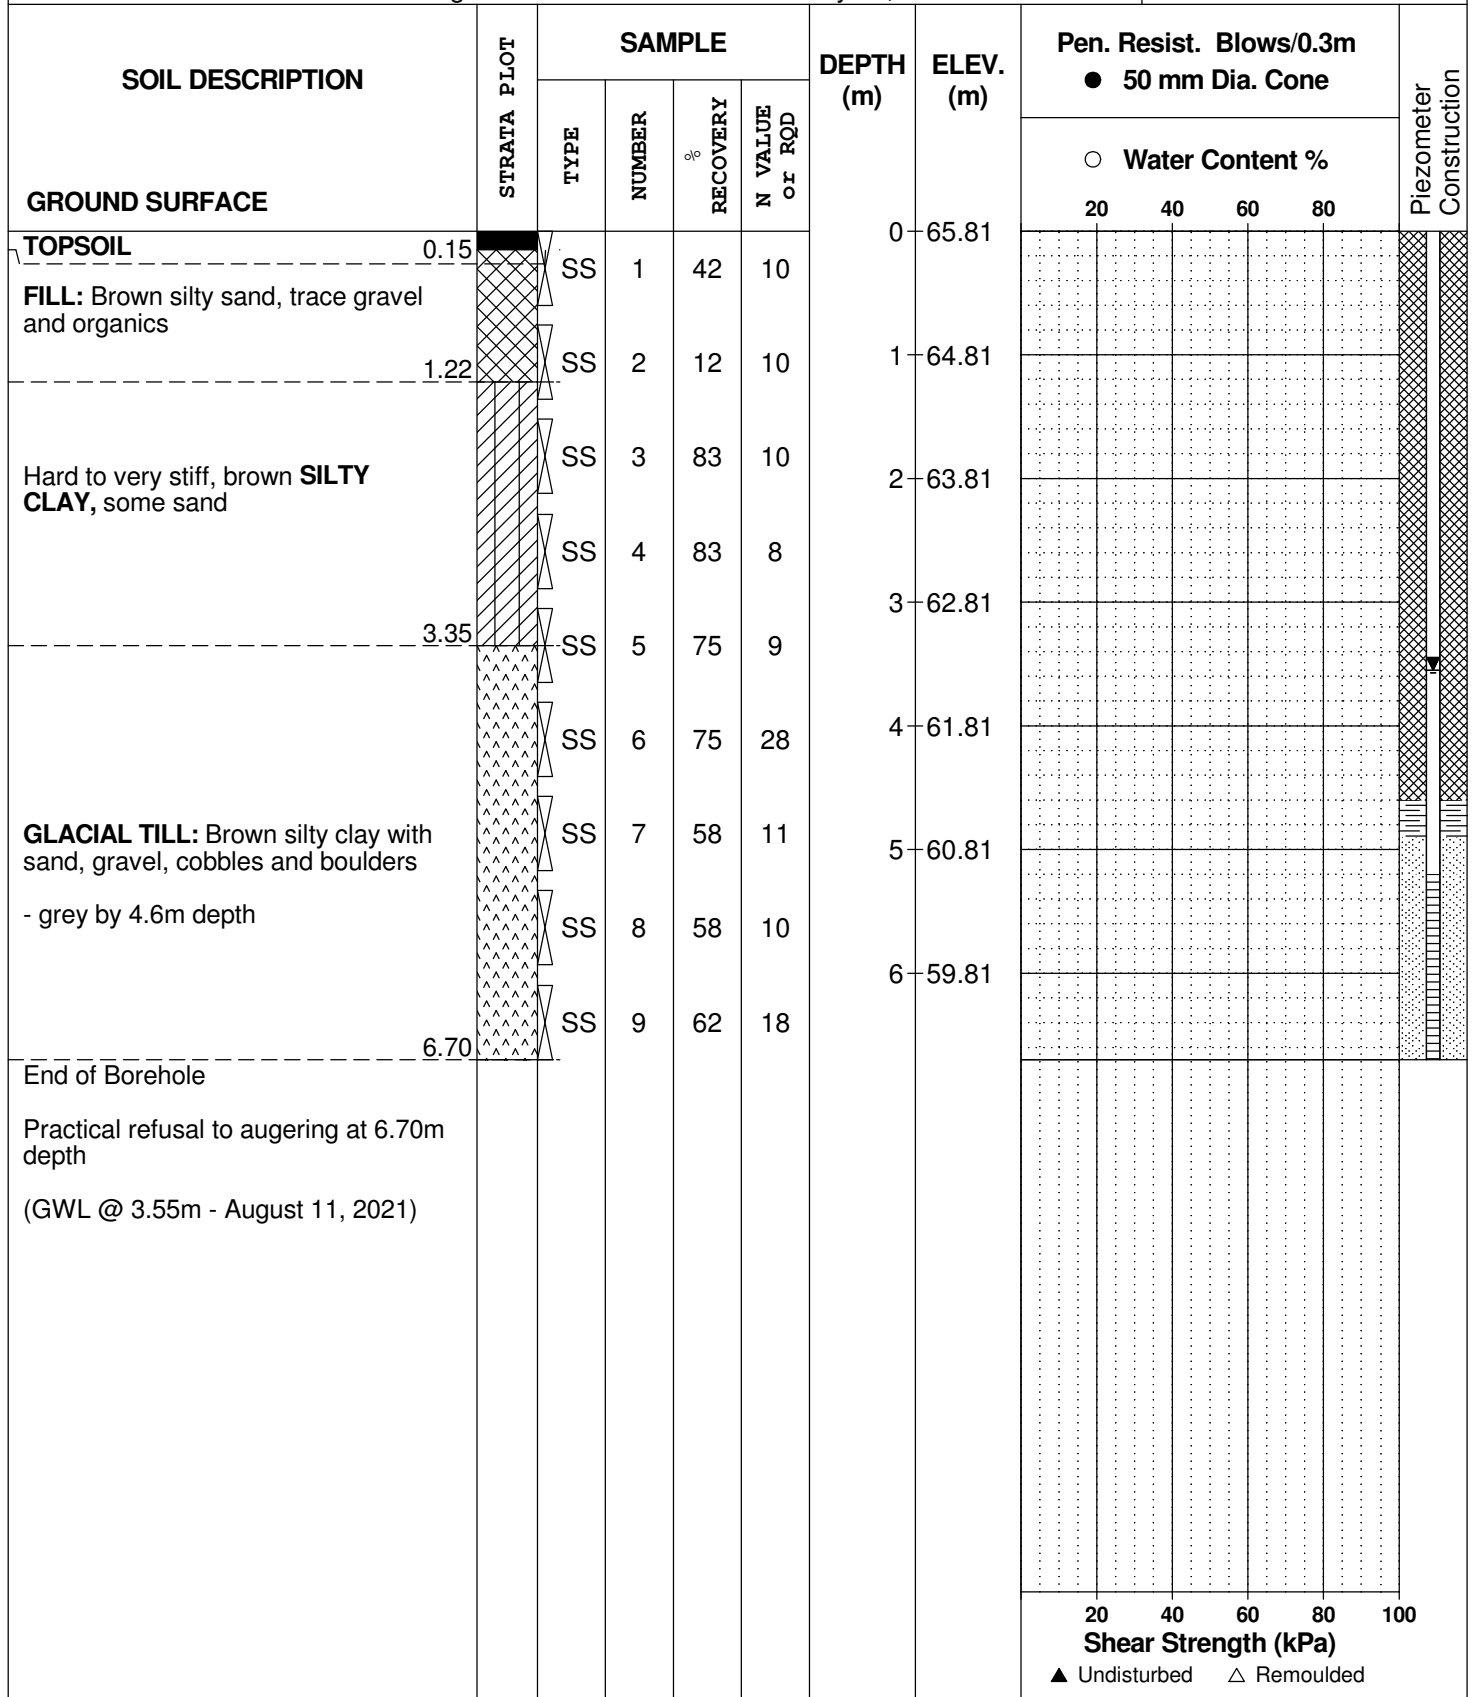 SOIL DESCRIPTION
GROUND SURFACE
STRATA PLOT
SAMPLE
TYPE
NUMBER
% RECOVERY
N VALUE or RQD
DEPTH (m)
ELEV. (m)
Pen. Resist. Blows/0.3m
● 50 mm Dia. Cone
○ Water Content %
20 40 60 80
Piezometer Construction
TOPSOIL 0.15
FILL: Brown silty sand, trace gravel
and organics
1.22
Hard to very stiff, brown SILTY
CLAY, some sand
3.35
GLACIAL TILL: Brown silty clay with
sand, gravel, cobbles and boulders
- grey by 4.6m depth
6.70
End of Borehole
Practical refusal to augering at 6.70m
depth
(GWL @ 3.55m - August 11, 2021)
SS 1 42 10
SS 2 12 10
SS 3 83 10
SS 4 83 8
SS 5 75 9
SS 6 75 28
SS 7 58 11
SS 8 58 10
SS 9 62 18
0 65.81
1 64.81
2 63.81
3 62.81
4 61.81
5 60.81
6 59.81
20 40 60 80 100
Shear Strength (kPa)
▲ Undisturbed △ Remoulded